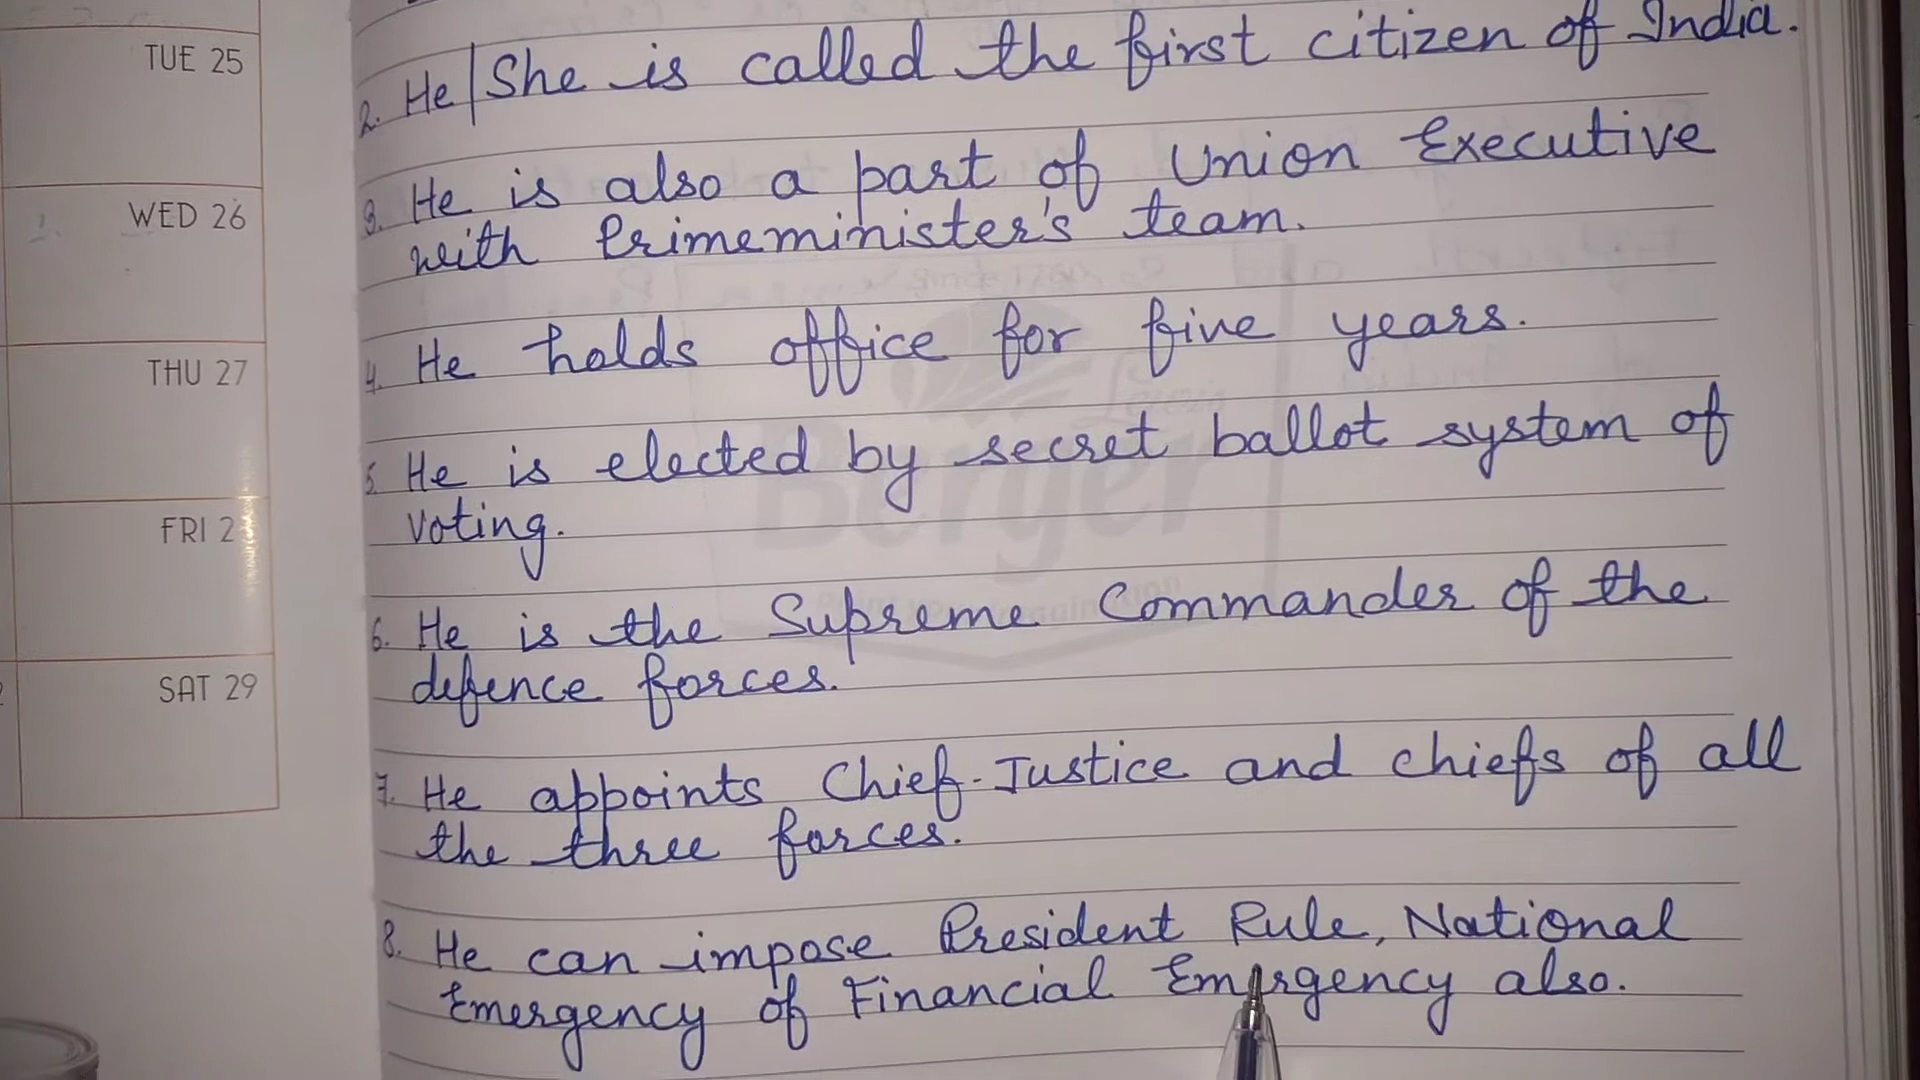 TUE 25
WED 26
THU 27
FRI 2
SAT 29
2. He/She is called the first citizen of India.
3. He is also a part of Union Executive
with Primeminister's team.
4. He holds office for five years.
5. He is elected by secret ballot system of
voting.
6. He is the Supreme Commander of the
defence forces.
7. He appoints Chief-Justice and chiefs of all
the three forces.
8. He can impose President Rule, National
Emergency of Financial Emergency also.
Berger